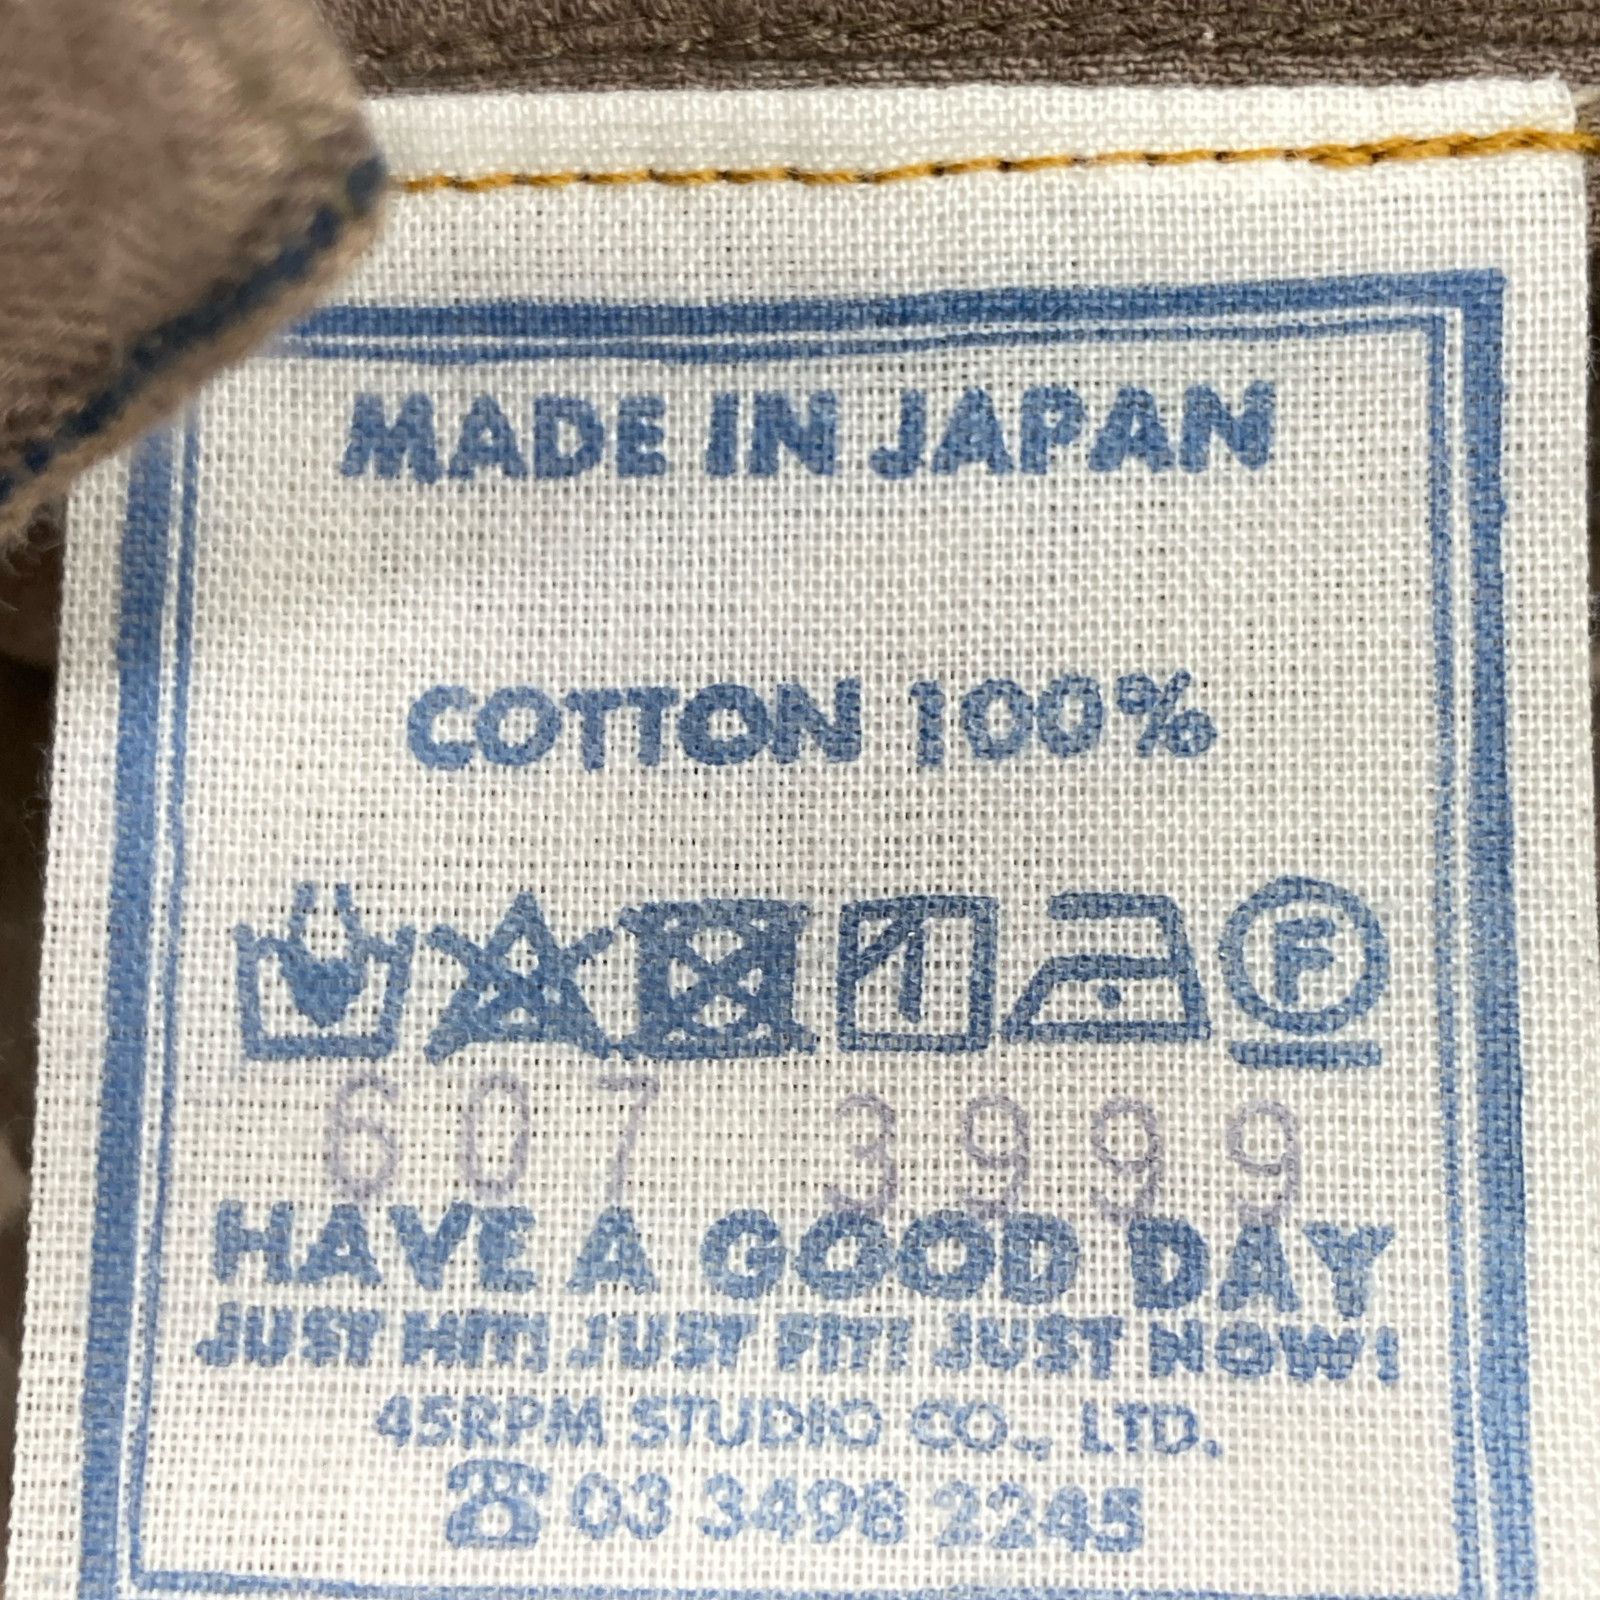 MADE IN JAPAN
COTTON 100%
F
607 3999
HAVE A GOOD DAY
JUST HIT! JUST FIT! JUST NOW!
45RPM STUDIO CO., LTD.
☎03 3496 2245